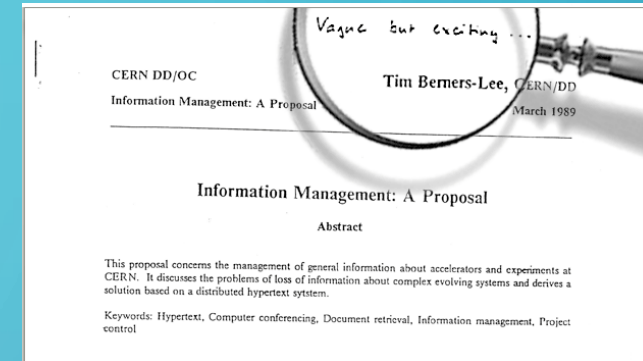 Vague but exciting ...
CERN DD/OC
Tim Berners-Lee, CERN/DD
Information Management: A Proposal
March 1989
Information Management: A Proposal
Abstract
This proposal concerns the management of general information about accelerators and experiments at
CERN. It discusses the problems of loss of information about complex evolving systems and derives a
solution based on a distributed hypertext sytstem.
Keywords: Hypertext, Computer conferencing, Document retrieval, Information management, Project
control